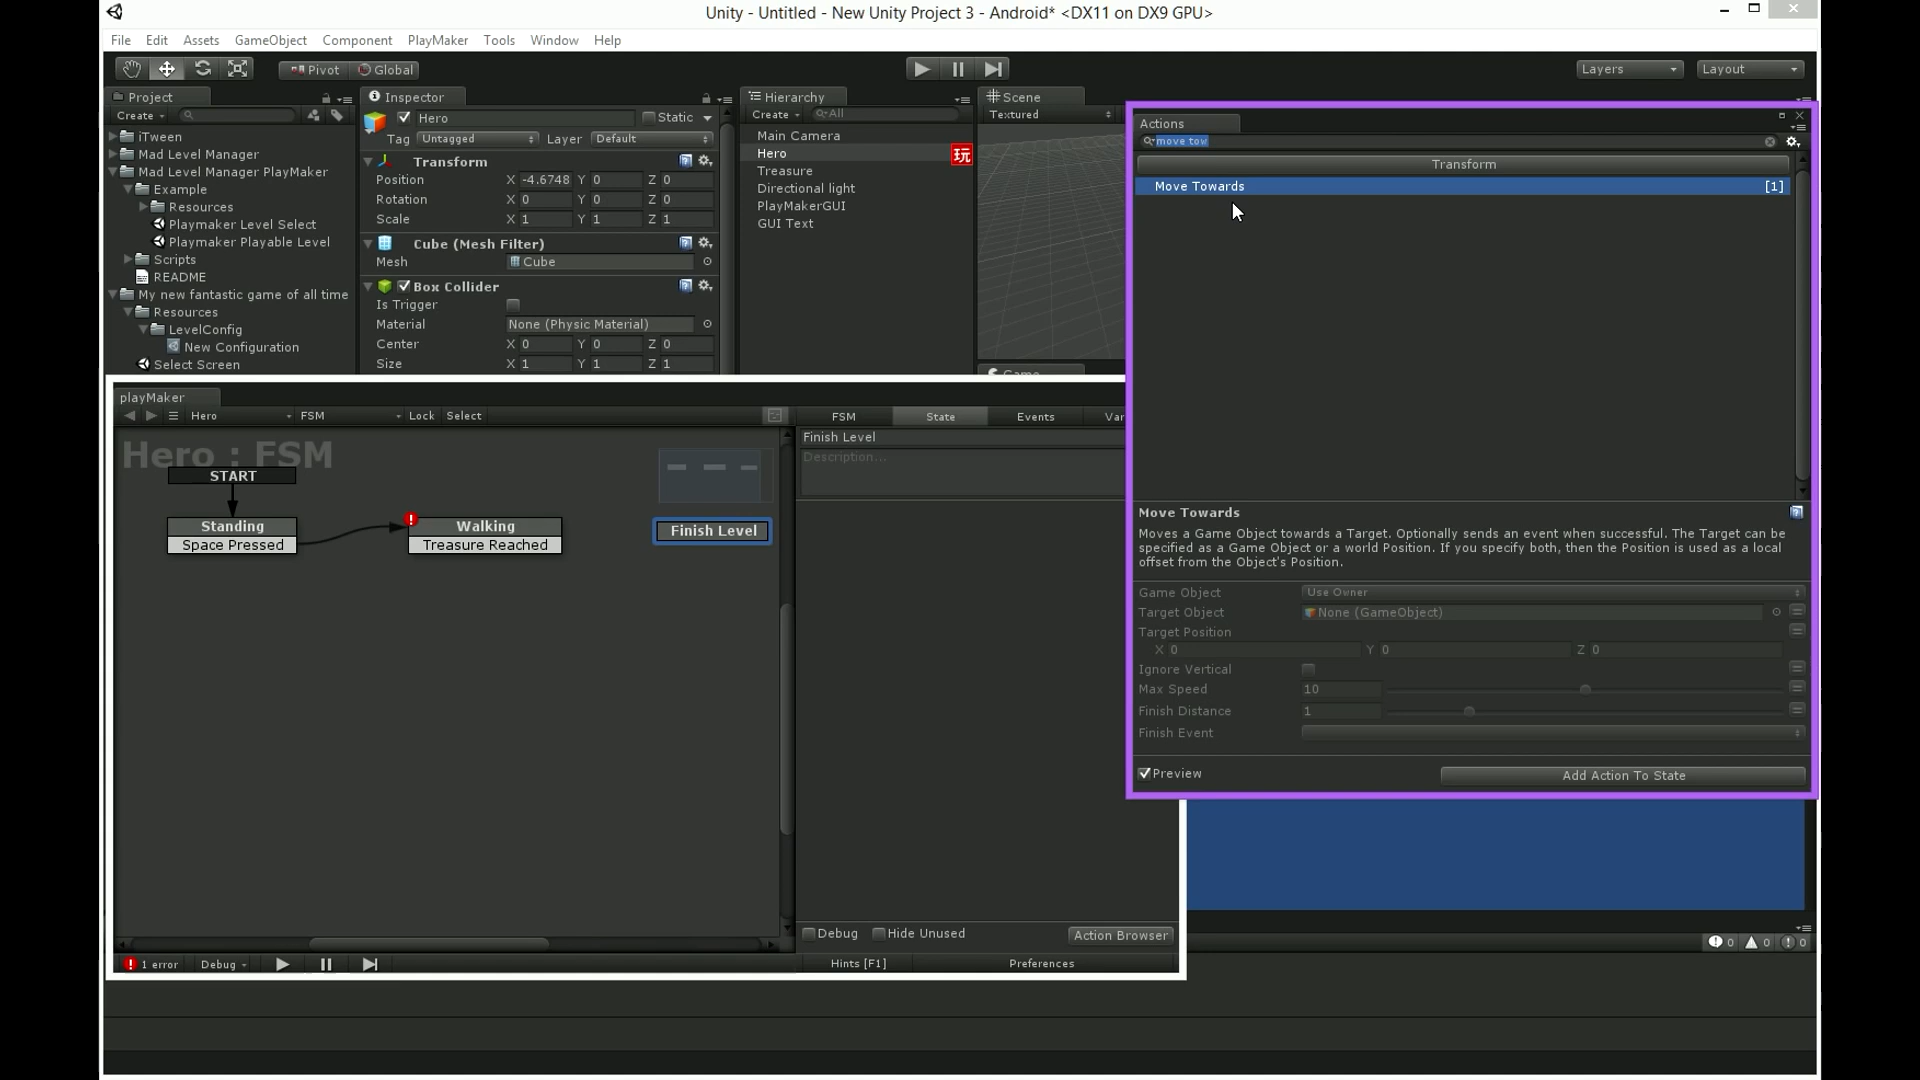 Unity - Untitled - New Unity Project 3 - Android* <DX11 on DX9 GPU>
File Edit Assets GameObject Component PlayMaker Tools Window Help
Pivot Global
Layers Layout
Project
Create
iTween
Mad Level Manager
Mad Level Manager PlayMaker
Example
Resources
Playmaker Level Select
Playmaker Playable Level
Scripts
README
My new fantastic game of all time
Resources
LevelConfig
New Configuration
Select Screen
Inspector
Hero Static
Tag Untagged Layer Default
Transform
Position X -4.6748 Y 0 Z 0
Rotation X 0 Y 0 Z 0
Scale X 1 Y 1 Z 1
Cube (Mesh Filter)
Mesh Cube
Box Collider
Is Trigger
Material None (Physic Material)
Center X 0 Y 0 Z 0
Size X 1 Y 1 Z 1
Hierarchy
Create All
Main Camera
Hero 玩
Treasure
Directional light
PlayMakerGUI
GUI Text
Scene
Textured
Game
playMaker
Hero FSM Lock Select
Hero : FSM
START
Standing
Space Pressed
Walking
Treasure Reached
Finish Level
FSM State Events Var
Finish Level
Description...
Debug Hide Unused Action Browser
1 error Debug
Hints [F1] Preferences
Actions
move tow
Transform
Move Towards [1]
Move Towards
Moves a Game Object towards a Target. Optionally sends an event when successful. The Target can be
specified as a Game Object or a world Position. If you specify both, then the Position is used as a local
offset from the Object's Position.
Game Object Use Owner
Target Object None (GameObject)
Target Position
X 0 Y 0 Z 0
Ignore Vertical
Max Speed 10
Finish Distance 1
Finish Event
Preview Add Action To State
0 0 0